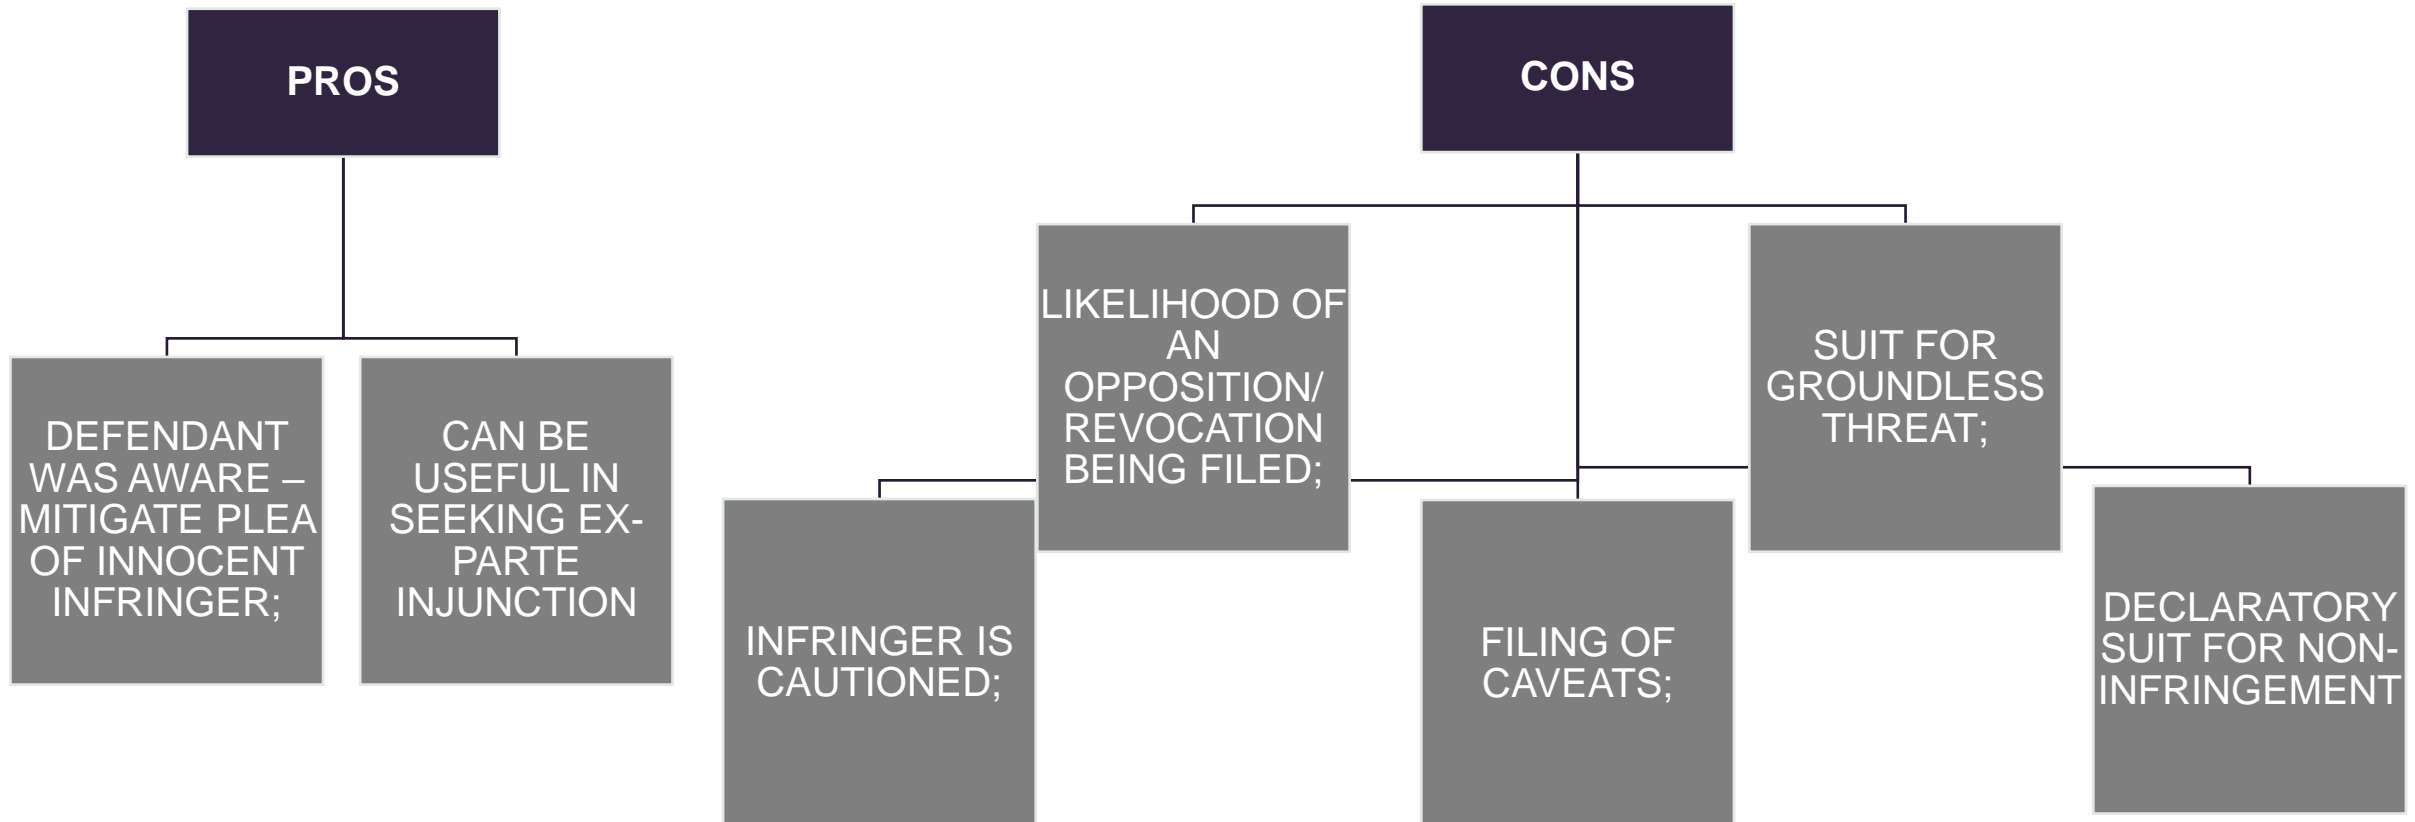 PROS
DEFENDANT
WAS AWARE –
MITIGATE PLEA
OF INNOCENT
INFRINGER;
CAN BE
USEFUL IN
SEEKING EX-
PARTE
INJUNCTION
CONS
LIKELIHOOD OF
AN
OPPOSITION/
REVOCATION
BEING FILED;
SUIT FOR
GROUNDLESS
THREAT;
INFRINGER IS
CAUTIONED;
FILING OF
CAVEATS;
DECLARATORY
SUIT FOR NON-
INFRINGEMENT